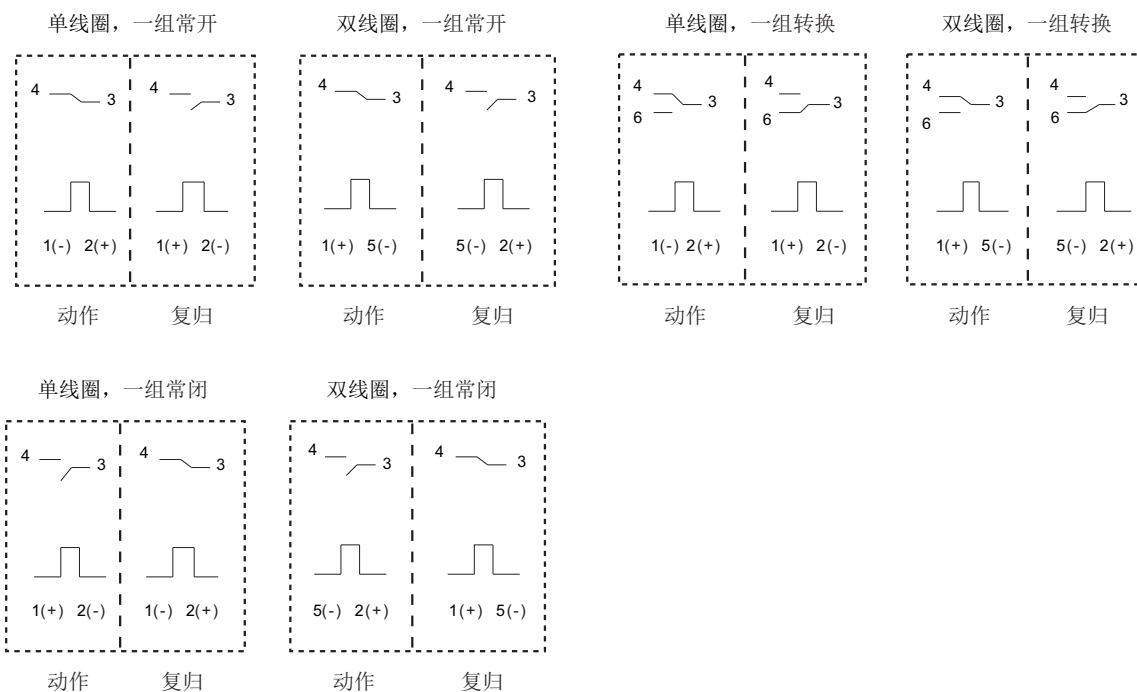 单线圈，一组常开
双线圈，一组常开
单线圈，一组转换
双线圈，一组转换
4 3
4 3
4 3
4 3
4 3
6
4 3
6
4 3
6
4 3
6
1(-) 2(+)
1(+) 2(-)
1(+) 5(-)
5(-) 2(+)
1(-) 2(+)
1(+) 2(-)
1(+) 5(-)
5(-) 2(+)
动作
复归
动作
复归
动作
复归
动作
复归
单线圈，一组常闭
双线圈，一组常闭
4 3
4 3
4 3
4 3
1(+) 2(-)
1(-) 2(+)
5(-) 2(+)
1(+) 5(-)
动作
复归
动作
复归